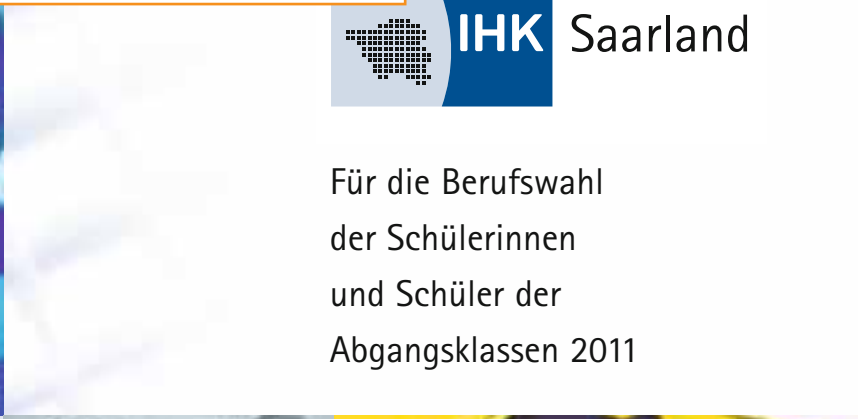 IHK Saarland
Für die Berufswahl
der Schülerinnen
und Schüler der
Abgangsklassen 2011